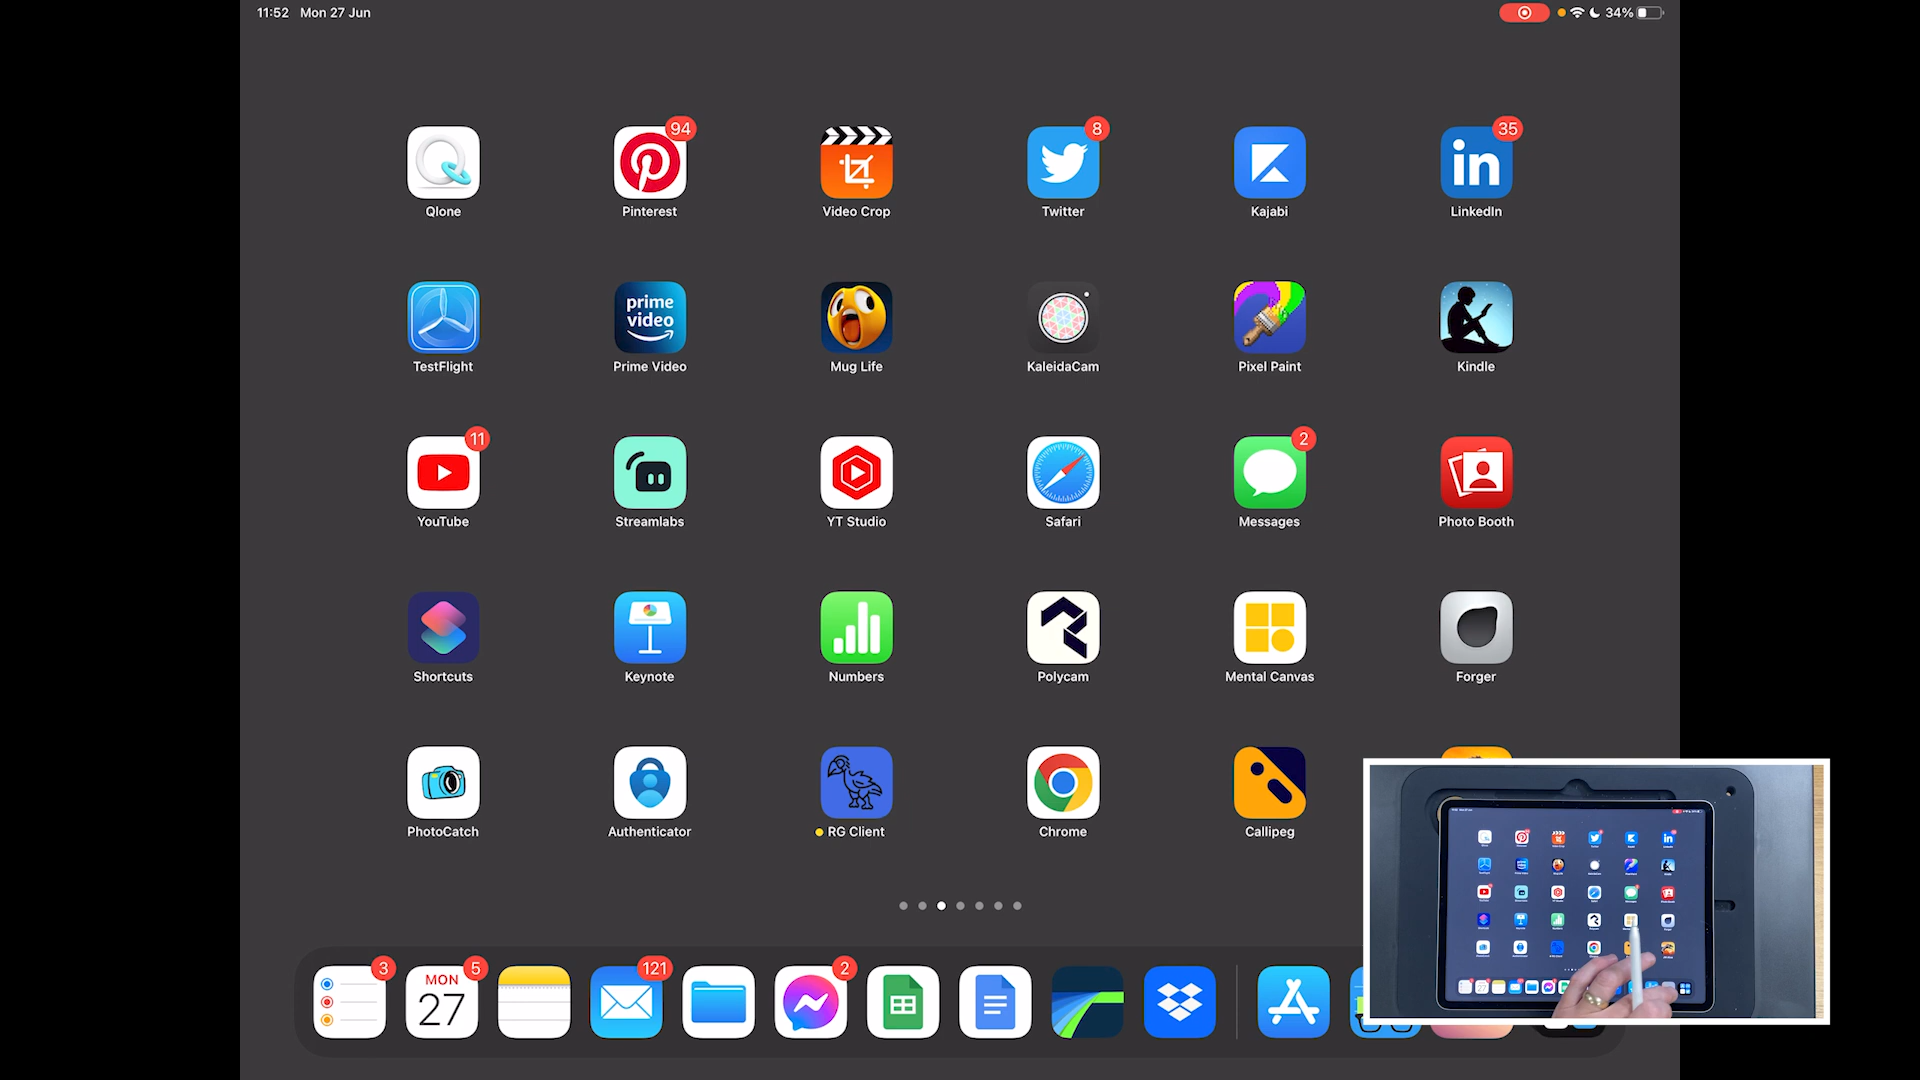 11:52 Mon 27 Jun
34%
94
8
35
Qlone
Pinterest
Video Crop
Twitter
Kajabi
in
LinkedIn
prime
video
TestFlight
Prime Video
Mug Life
KaleidaCam
Pixel Paint
Kindle
11
2
YouTube
Streamlabs
YT Studio
Safari
Messages
Photo Booth
Shortcuts
Keynote
Numbers
Polycam
Mental Canvas
Forger
PhotoCatch
Authenticator
RG Client
Chrome
Callipeg
3
5
121
2
MON
27